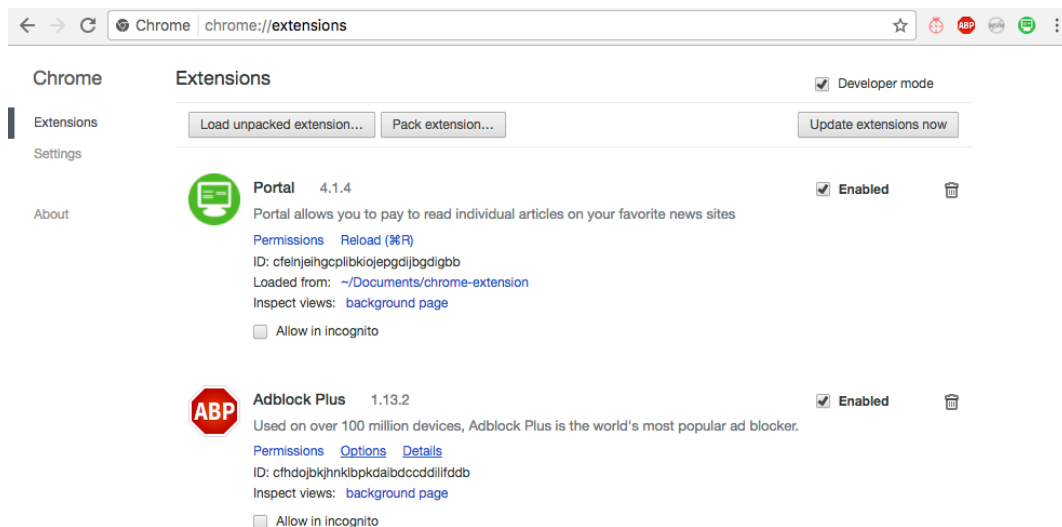 Chrome chrome://extensions ABP
Chrome
Extensions
Developer mode
Extensions
Settings
About
Load unpacked extension... Pack extension... Update extensions now
Portal 4.1.4 Enabled
Portal allows you to pay to read individual articles on your favorite news sites
Permissions Reload (⌘R)
ID: cfelnjeihgcplibkiojepgdijbgdigbb
Loaded from: ~/Documents/chrome-extension
Inspect views: background page
Allow in incognito
ABP
Adblock Plus 1.13.2 Enabled
Used on over 100 million devices, Adblock Plus is the world's most popular ad blocker.
Permissions Options Details
ID: cfhdojbkjhnklbpkdaibdccddilifddb
Inspect views: background page
Allow in incognito